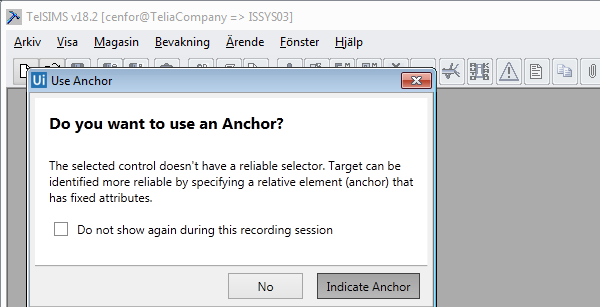 TelSIMS v18.2 [cenfor@TeliaCompany => ISSYS03]
Arkiv Visa Magasin Bevakning Ärende Fönster Hjälp
Ui Use Anchor
Do you want to use an Anchor?
The selected control doesn't have a reliable selector. Target can be
identified more reliable by specifying a relative element (anchor) that
has fixed attributes.
Do not show again during this recording session
No Indicate Anchor